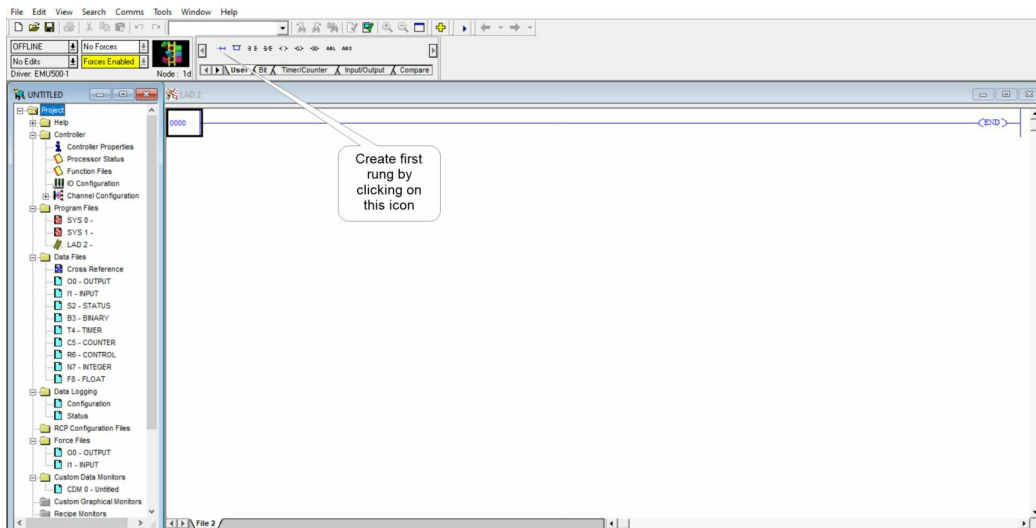 File Edit View Search Comms Tools Window Help
OFFLINE No Forces
No Edits Forces Enabled
Driver: EMU500-1 Node: 1d
ABL ABS
User Bit Timer/Counter Input/Output Compare
UNTITLED
LAD 2
Project
Help
Controller
Controller Properties
Processor Status
Function Files
IO Configuration
Channel Configuration
Program Files
SYS 0 -
SYS 1 -
LAD 2 -
Data Files
Cross Reference
O0 - OUTPUT
I1 - INPUT
S2 - STATUS
B3 - BINARY
T4 - TIMER
C5 - COUNTER
R6 - CONTROL
N7 - INTEGER
F8 - FLOAT
Data Logging
Configuration
Status
RCP Configuration Files
Force Files
O0 - OUTPUT
I1 - INPUT
Custom Data Monitors
CDM 0 - Untitled
Custom Graphical Monitors
Recipe Monitors
0000
END
Create first
rung by
clicking on
this icon
File 2